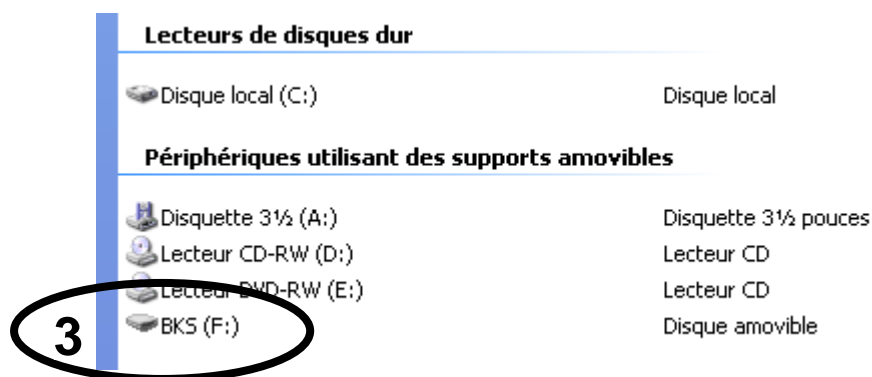 Lecteurs de disques dur
Disque local (C:) Disque local
Périphériques utilisant des supports amovibles
Disquette 3½ (A:) Disquette 3½ pouces
Lecteur CD-RW (D:) Lecteur CD
Lecteur DVD-RW (E:) Lecteur CD
3 BKS (F:) Disque amovible